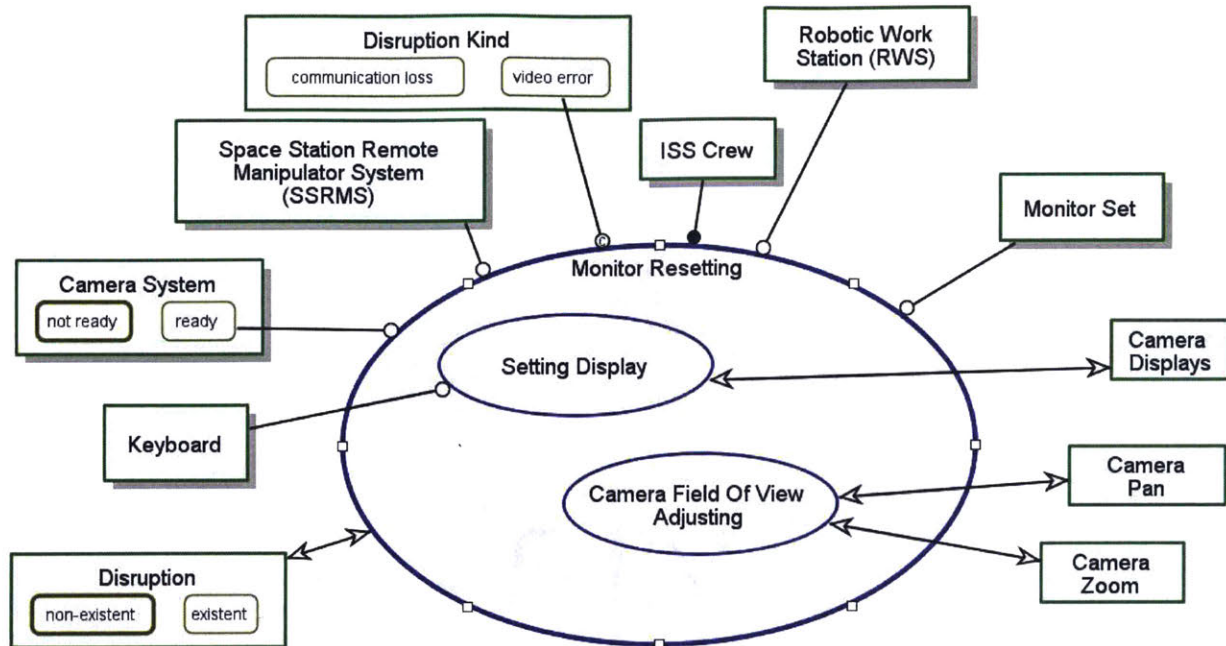 Disruption Kind
communication loss
video error
Robotic Work
Station (RWS)
Space Station Remote
Manipulator System
(SSRMS)
ISS Crew
Monitor Set
Camera System
not ready
ready
Monitor Resetting
Setting Display
Camera
Displays
Keyboard
Camera Field Of View
Adjusting
Camera
Pan
Camera
Zoom
Disruption
non-existent
existent
C